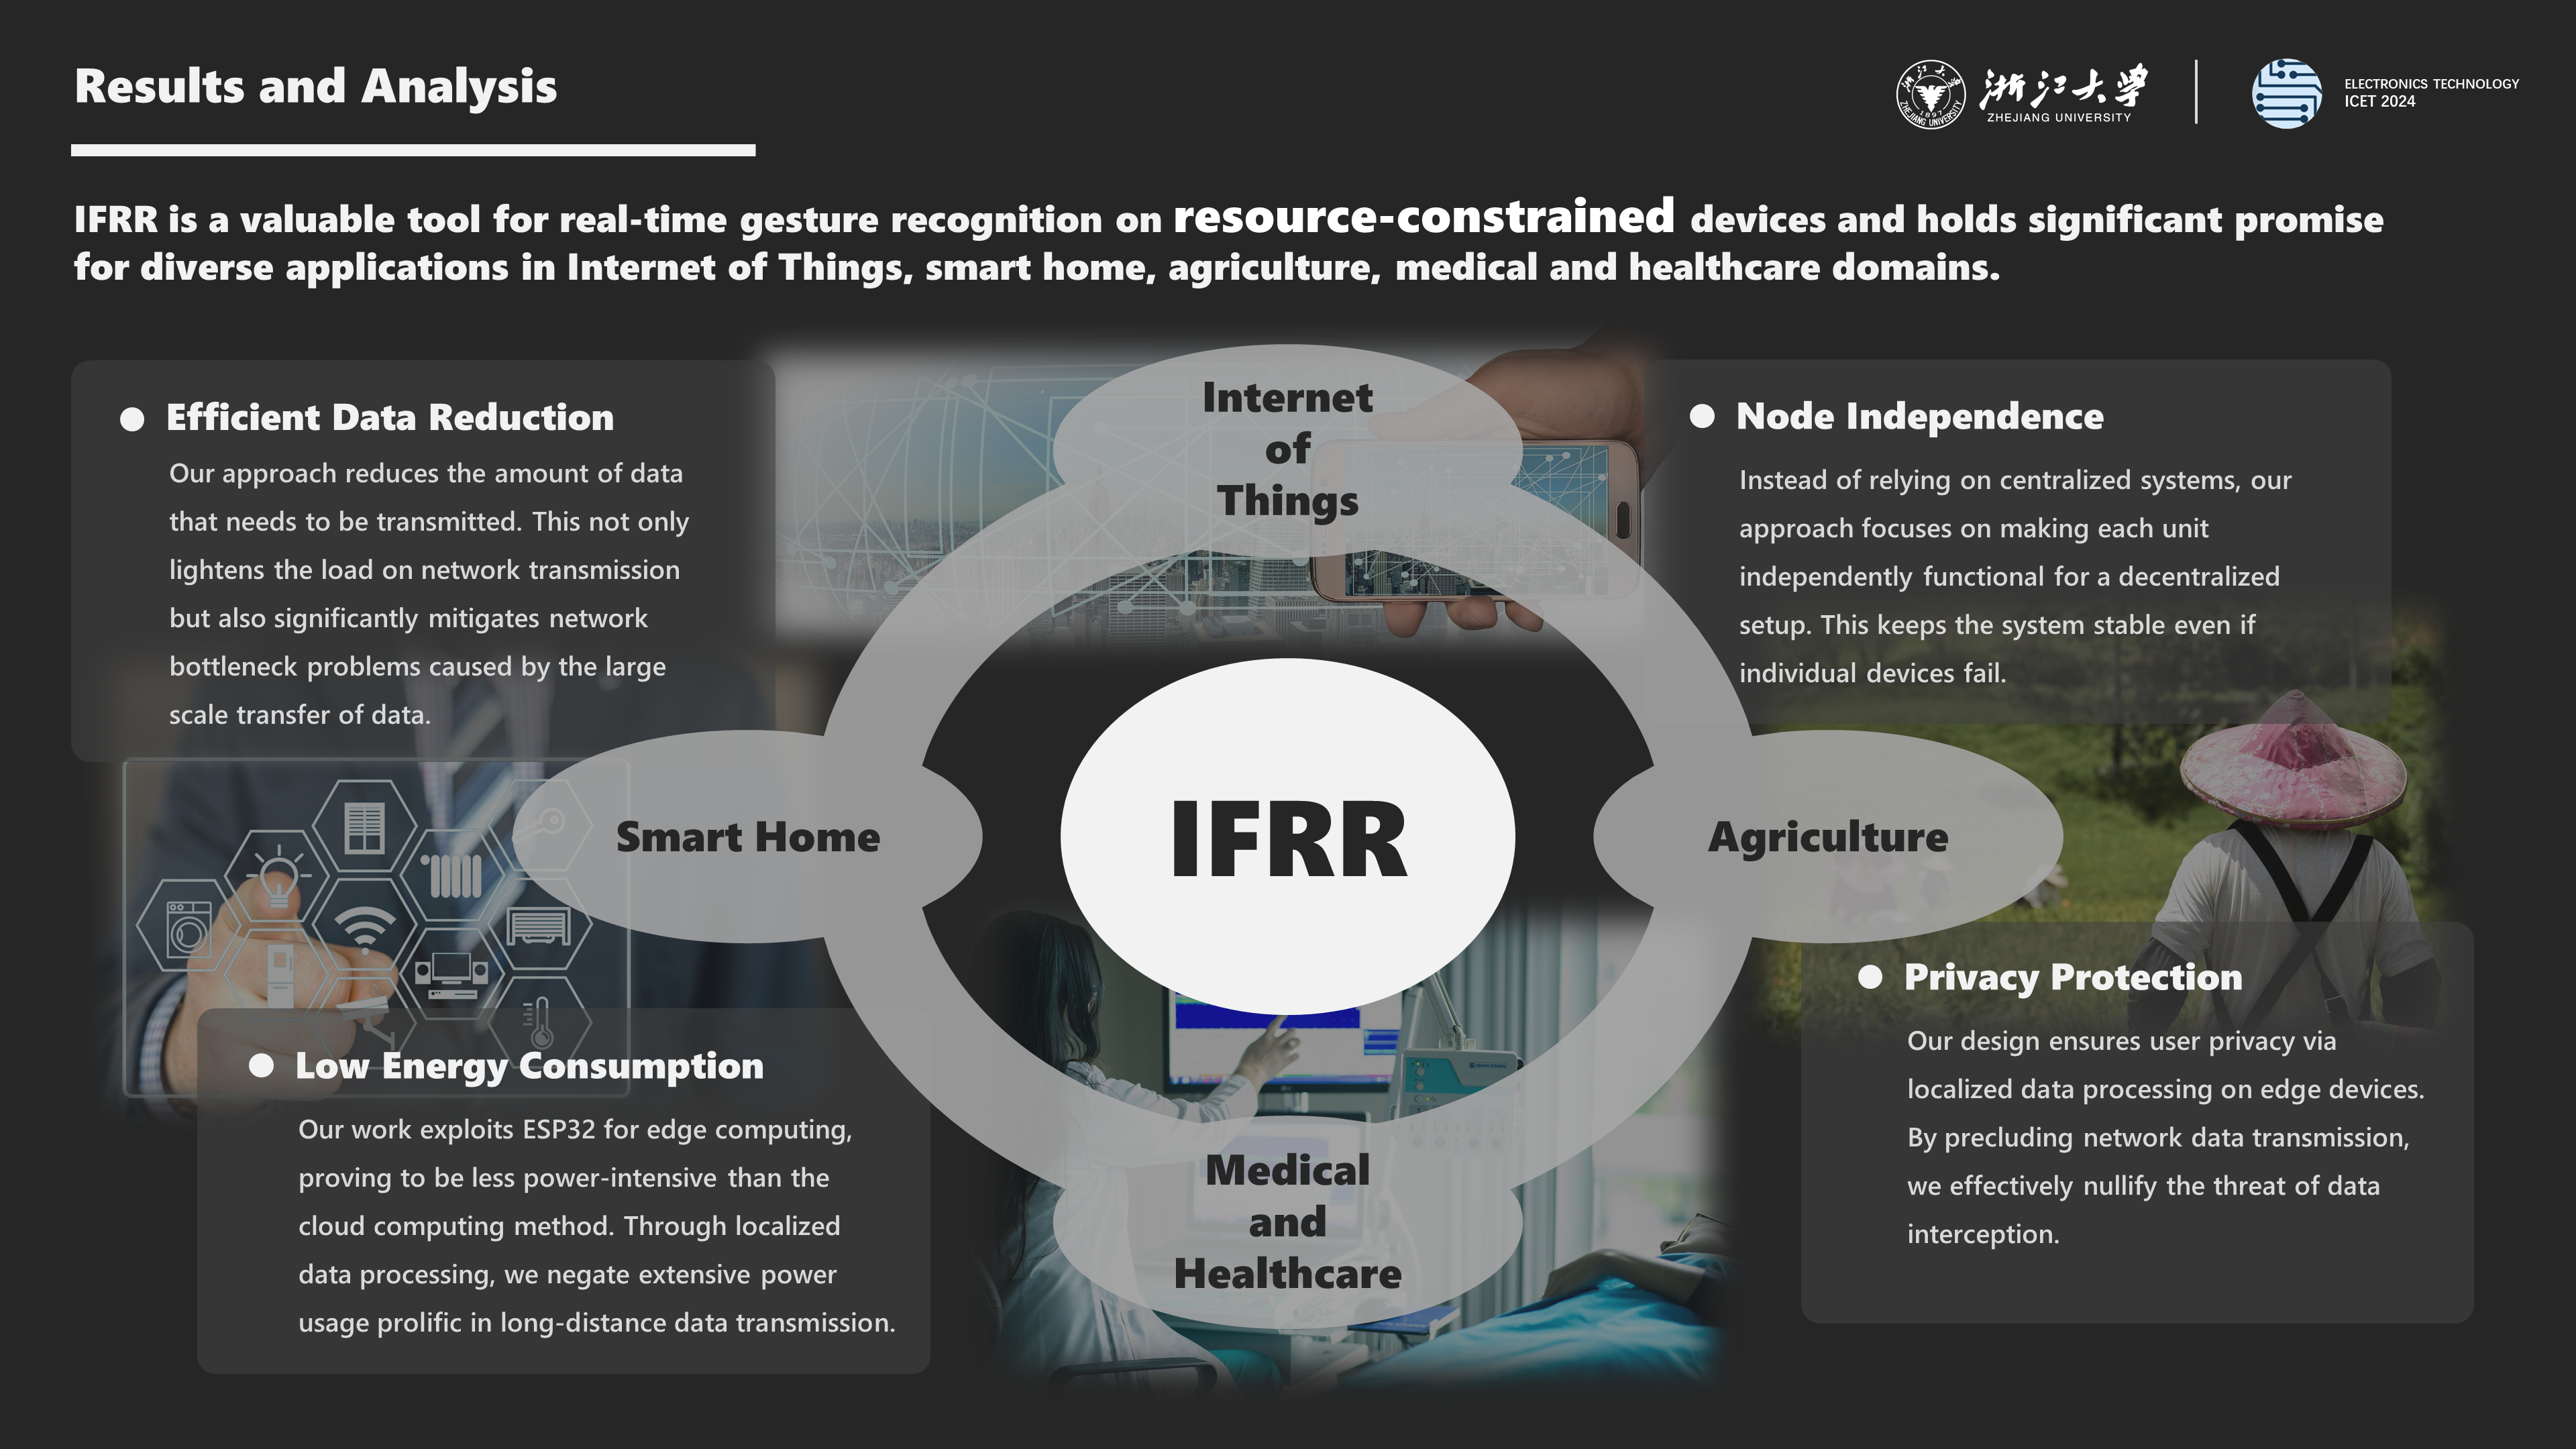 Results and Analysis
浙江大学
ZHEJIANG UNIVERSITY
1897
ZHEJIANG UNIVERSITY
ELECTRONICS TECHNOLOGY
ICET 2024
IFRR is a valuable tool for real-time gesture recognition on resource-constrained devices and holds significant promise
for diverse applications in Internet of Things, smart home, agriculture, medical and healthcare domains.
Efficient Data Reduction
Our approach reduces the amount of data
that needs to be transmitted. This not only
lightens the load on network transmission
but also significantly mitigates network
bottleneck problems caused by the large
scale transfer of data.
Internet
of
Things
Node Independence
Instead of relying on centralized systems, our
approach focuses on making each unit
independently functional for a decentralized
setup. This keeps the system stable even if
individual devices fail.
Smart Home
IFRR
Agriculture
Low Energy Consumption
Our work exploits ESP32 for edge computing,
proving to be less power-intensive than the
cloud computing method. Through localized
data processing, we negate extensive power
usage prolific in long-distance data transmission.
Medical
and
Healthcare
Privacy Protection
Our design ensures user privacy via
localized data processing on edge devices.
By precluding network data transmission,
we effectively nullify the threat of data
interception.